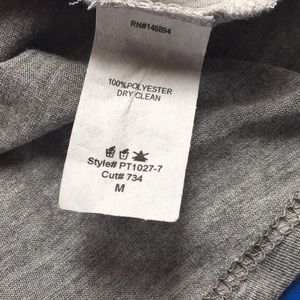 RN#146894
100%POLYESTER
DRY CLEAN
Style# PT1027-7
Cut# 734
M